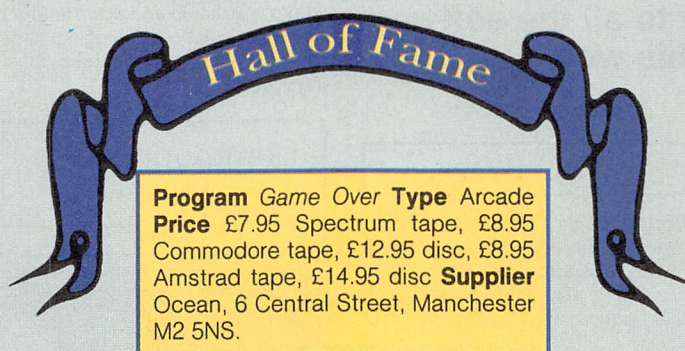 Hall of Fame
Program Game Over Type Arcade
Price £7.95 Spectrum tape, £8.95
Commodore tape, £12.95 disc, £8.95
Amstrad tape, £14.95 disc Supplier
Ocean, 6 Central Street, Manchester
M2 5NS.